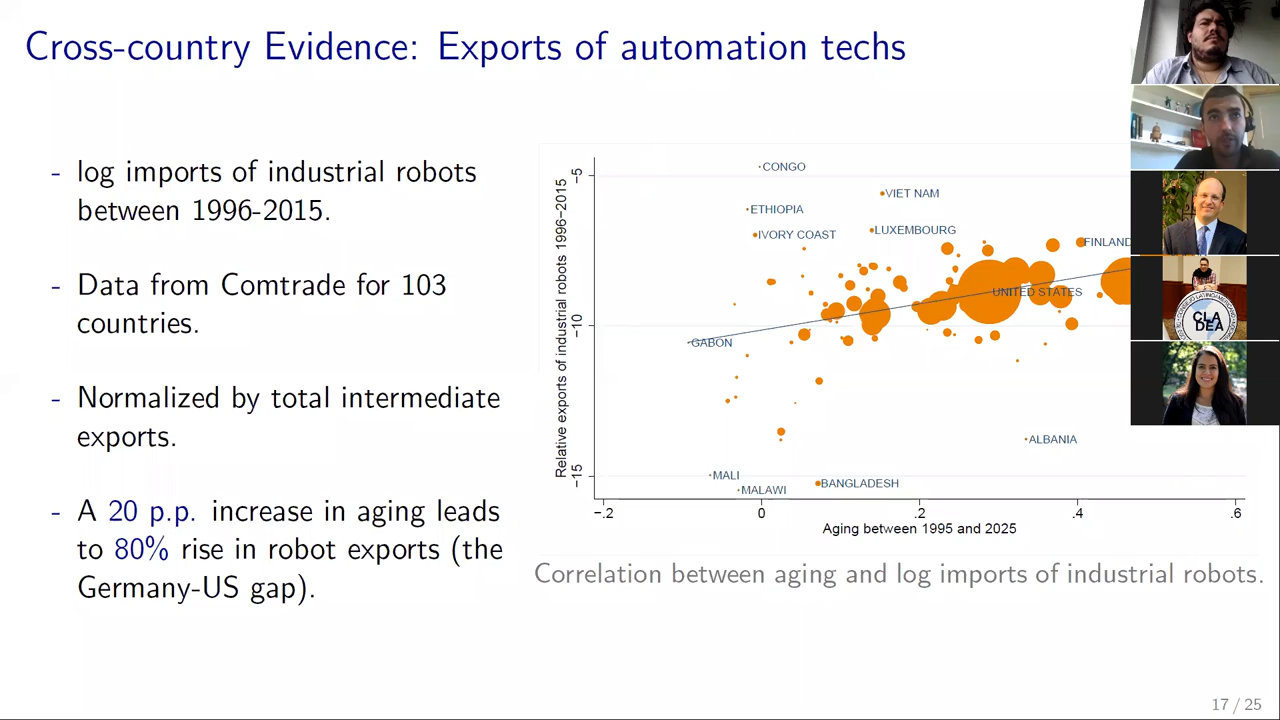 Cross-country Evidence: Exports of automation techs
- log imports of industrial robots
between 1996-2015.
- Data from Comtrade for 103
countries.
- Normalized by total intermediate
exports.
- A 20 p.p. increase in aging leads
to 80% rise in robot exports (the
Germany-US gap).
Relative exports of industrial robots 1996-2015
-5
-10
-15
CONGO
VIET NAM
ETHIOPIA
LUXEMBOURG
IVORY COAST
FINLAND
UNITED STATES
GABON
ALBANIA
MALI
BANGLADESH
MALAWI
-.2
0
.2
.4
.6
Aging between 1995 and 2025
Correlation between aging and log imports of industrial robots.
CLA
DEA
17 / 25